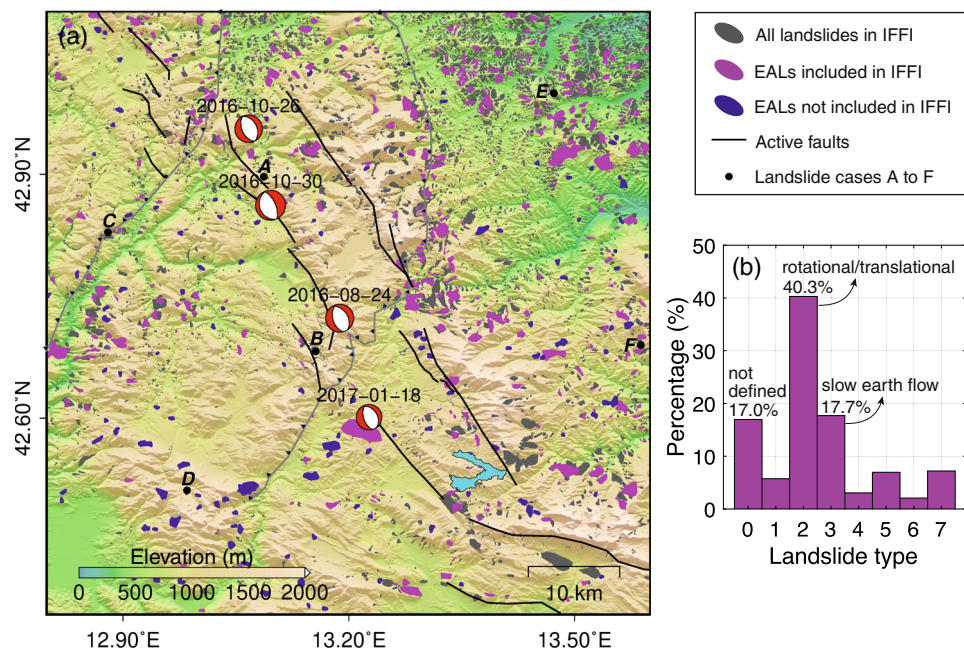 (a)
2016-10-26
A
2016-10-30
E
C
2016-08-24
B
F
2017-01-18
D
Elevation (m)
0 500 1000 1500 2000
10 km
42.90°N
42.60°N
12.90°E 13.20°E 13.50°E
All landslides in IFFI
EALs included in IFFI
EALs not included in IFFI
Active faults
Landslide cases A to F
(b)
rotational/translational
40.3%
not
defined
17.0%
slow earth flow
17.7%
Percentage (%)
50
40
30
20
10
0
0 1 2 3 4 5 6 7
Landslide type